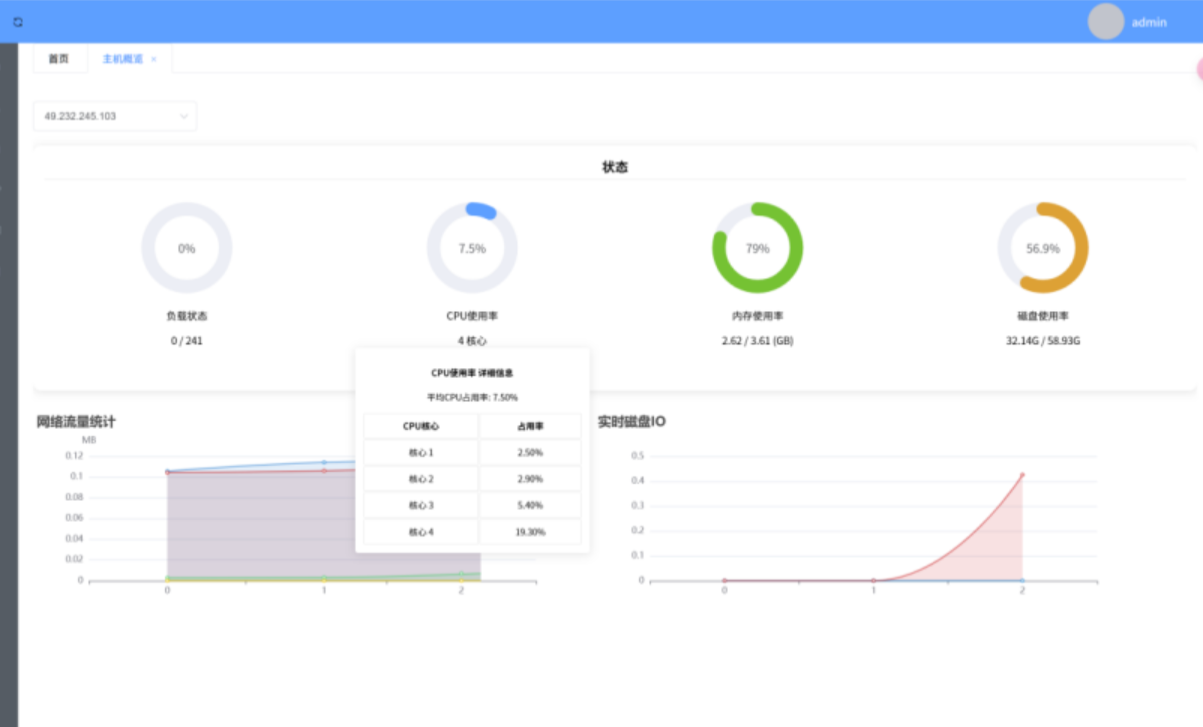 admin
首页 主机概览 ×
49.232.245.103
状态
0% 7.5% 79% 56.9%
负载状态 CPU使用率 内存使用率 磁盘使用率
0 / 241 4 核心 2.62 / 3.61 (GB) 32.14G / 58.93G
CPU使用率 详细信息
平均CPU占用率: 7.50%
CPU核心 占用率
核心 1 2.50%
核心 2 2.90%
核心 3 5.40%
核心 4 19.30%
网络流量统计
MB
0.12
0.1
0.08
0.06
0.04
0.02
0
0 1 2
实时磁盘IO
0.5
0.4
0.3
0.2
0.1
0
0 1 2